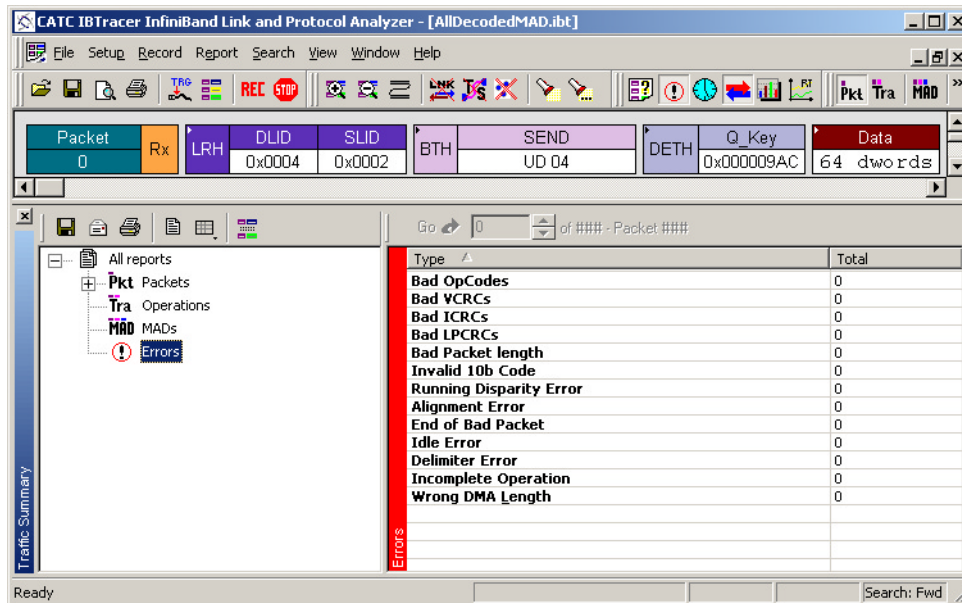 CATC IBTracer InfiniBand Link and Protocol Analyzer - [AllDecodedMAD.ibt]
File Setup Record Report Search View Window Help
TRG REC STOP LNK RT Pkt Tra MAD »
Packet Rx LRH DLID SLID BTH SEND DETH Q_Key Data
0 0x0004 0x0002 UD 04 0x000009AC 64 dwords
Go 0 of ### - Packet ###
All reports
Pkt Packets
Tra Operations
MAD MADs
Errors
Type Total
Bad OpCodes 0
Bad VCRCs 0
Bad ICRCs 0
Bad LPCRCs 0
Bad Packet length 0
Invalid 10b Code 0
Running Disparity Error 0
Alignment Error 0
End of Bad Packet 0
Idle Error 0
Delimiter Error 0
Incomplete Operation 0
Wrong DMA Length 0
Traffic Summary
Errors
Ready Search: Fwd